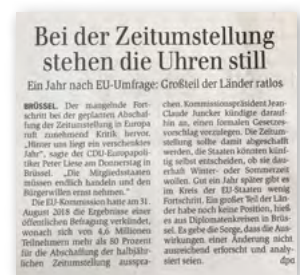 Bei der Zeitumstellung
stehen die Uhren still
Ein Jahr nach EU-Umfrage: Großteil der Länder ratlos
BRÜSSEL. Der mangelnde Fort-
schritt bei der geplanten Abschaf-
fung der Zeitumstellung in Europa
ruft zunehmend Kritik hervor.
„Hinter uns liegt ein verschenktes
Jahr“, sagte der CDU-Europapoli-
tiker Peter Liese am Donnerstag in
Brüssel. „Die Mitgliedsstaaten
müssen endlich handeln und den
Bürgerwillen ernst nehmen.“
Die EU-Kommission hatte am 31.
August 2018 die Ergebnisse einer
öffentlichen Befragung verkündet,
wonach sich von 4,6 Millionen
Teilnehmern mehr als 80 Prozent
für die Abschaffung der halbjähr-
lichen Zeitumstellung ausspra-
chen. Kommissionspräsident Jean-
Claude Juncker kündigte darauf-
hin an, einen formalen Gesetzes-
vorschlag vorzulegen. Die Zeitum-
stellung sollte damit abgeschafft
werden, die Staaten könnten künf-
tig selbst entscheiden, ob sie dau-
erhaft Winter- oder Sommerzeit
wollen. Gut ein Jahr später gibt es
im Kreis der EU-Staaten wenig
Fortschritt. Ein großer Teil der Län-
der habe noch keine Position, hieß
es aus Diplomatenkreisen in Brüs-
sel. Es gebe die Sorge, dass die Aus-
wirkungen einer Änderung nicht
ausreichend erforscht und analy-
siert seien.
dpa